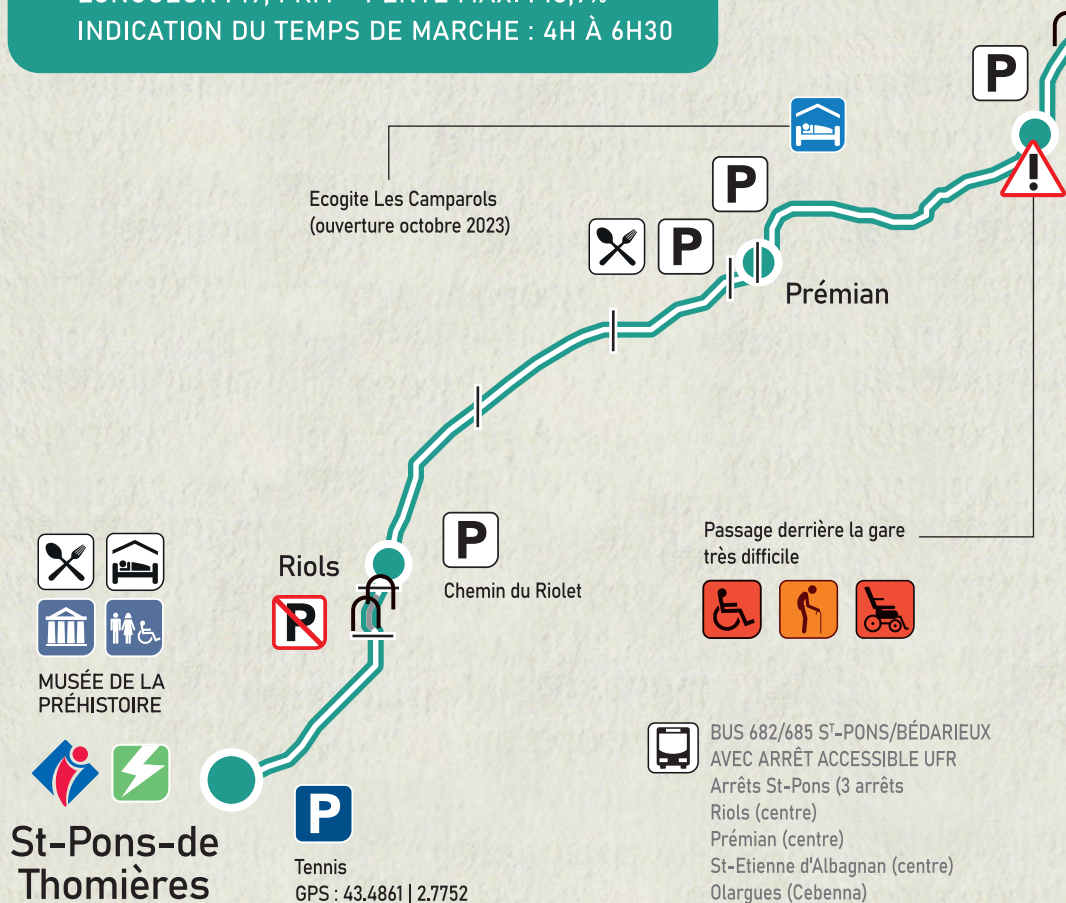 INDICATION DU TEMPS DE MARCHE : 4H À 6H30
P
Ecogite Les Camparols
(ouverture octobre 2023)
P
P
Prémian
Riols
P
P
Chemin du Riolet
Passage derrière la gare
très difficile
MUSÉE DE LA
PRÉHISTOIRE
St-Pons-de
Thomières
P
Tennis
GPS : 43.4861 | 2.7752
BUS 682/685 Sᵀ-PONS/BÉDARIEUX
AVEC ARRÊT ACCESSIBLE UFR
Arrêts St-Pons (3 arrêts
Riols (centre)
Prémian (centre)
St-Etienne d'Albagnan (centre)
Olargues (Cebenna)